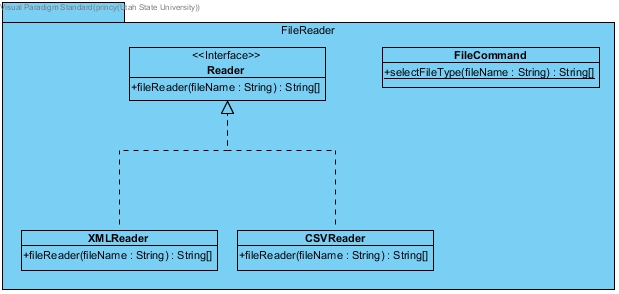 Visual Paradigm Standard(princy(Utah State University))
FileReader
<<Interface>>
Reader
+fileReader(fileName : String) : String[]
FileCommand
+selectFileType(fileName : String) : String[]
XMLReader
+fileReader(fileName : String) : String[]
CSVReader
+fileReader(fileName : String) : String[]